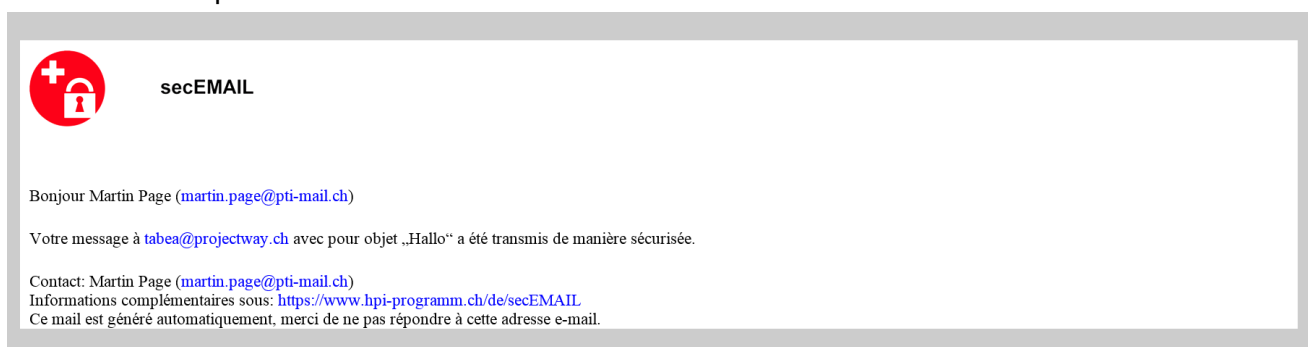 secEMAIL
Bonjour Martin Page (martin.page@pti-mail.ch)
Votre message à tabea@projectway.ch avec pour objet „Hallo“ a été transmis de manière sécurisée.
Contact: Martin Page (martin.page@pti-mail.ch)
Informations complémentaires sous: https://www.hpi-programm.ch/de/secEMAIL
Ce mail est généré automatiquement, merci de ne pas répondre à cette adresse e-mail.